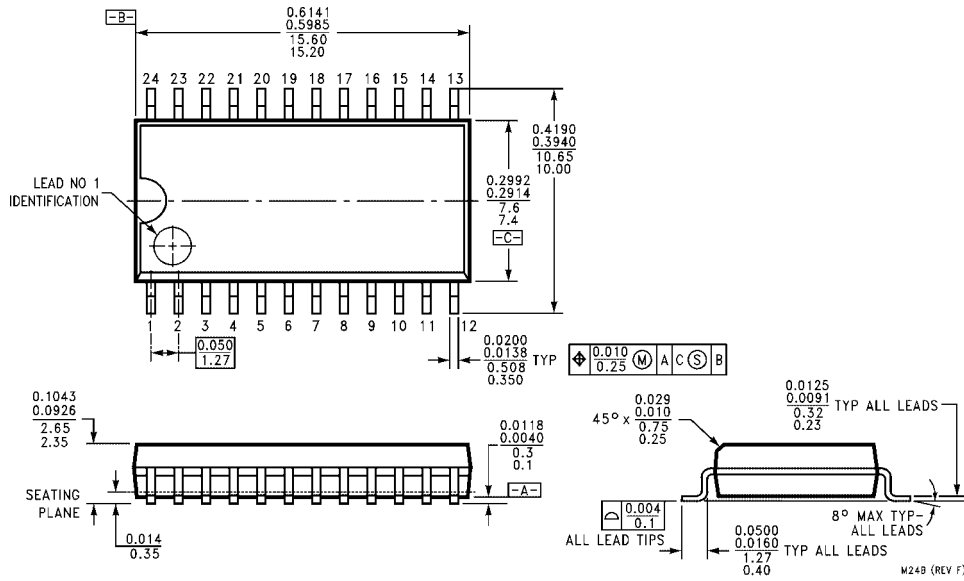 -B-
0.6141
0.5985
15.60
15.20
24 23 22 21 20 19 18 17 16 15 14 13
LEAD NO 1
IDENTIFICATION
0.2992
0.2914
7.6
7.4
-C-
0.4190
0.3940
10.65
10.00
1 2 3 4 5 6 7 8 9 10 11 12
0.050
1.27
0.0200
0.0138
0.508
0.350
TYP
⌖ 0.010 0.25 Ⓜ A C Ⓢ B
0.1043
0.0926
2.65
2.35
SEATING
PLANE
0.014
0.35
0.0118
0.0040
0.3
0.1
-A-
45° x
0.029
0.010
0.75
0.25
0.0125
0.0091
0.32
0.23
TYP ALL LEADS
0.004
0.1
ALL LEAD TIPS
0.0500
0.0160
1.27
0.40
TYP ALL LEADS
8° MAX TYP-
ALL LEADS
M24B (REV F)